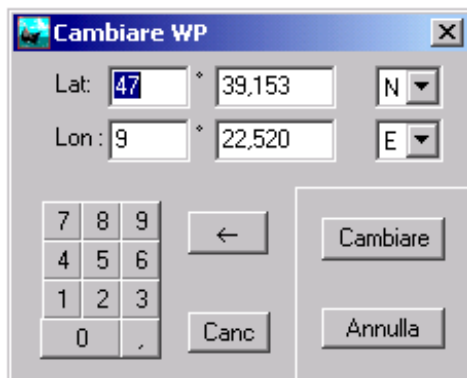 Cambiare WP
Lat: 47 ° 39,153 N
Lon : 9 ° 22,520 E
7 8 9 ←
4 5 6 Cambiare
1 2 3
0 , Canc Annulla